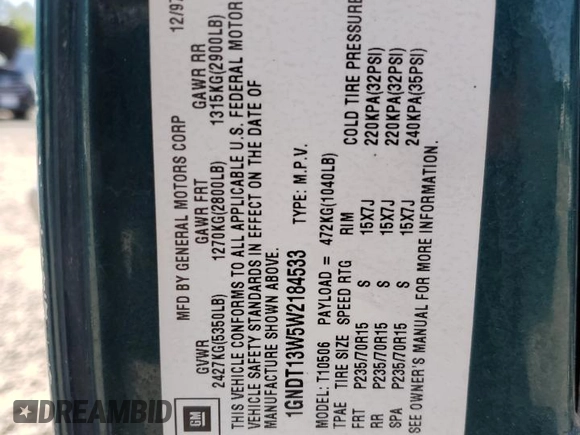 MFD BY GENERAL MOTORS CORP
12/97
GVWR GAWR FRT GAWR RR
2427KG(5350LB) 1270KG(2800LB) 1315KG(2900LB)
THIS VEHICLE CONFORMS TO ALL APPLICABLE U.S. FEDERAL MOTOR
VEHICLE SAFETY STANDARDS IN EFFECT ON THE DATE OF
MANUFACTURE SHOWN ABOVE.
1GNDT13W5W2164533 TYPE: M.P.V.
MODEL: T10506 PAYLOAD = 472KG(1040LB)
TPAE TIRE SIZE SPEED RTG RIM COLD TIRE PRESSURE
FRT P235/70R15 S 15X7J 220KPA(32PSI)
RR P235/70R15 S 15X7J 220KPA(32PSI)
SPA P235/70R15 S 15X7J 240KPA(35PSI)
SEE OWNER'S MANUAL FOR MORE INFORMATION.
GM
DREAMBID